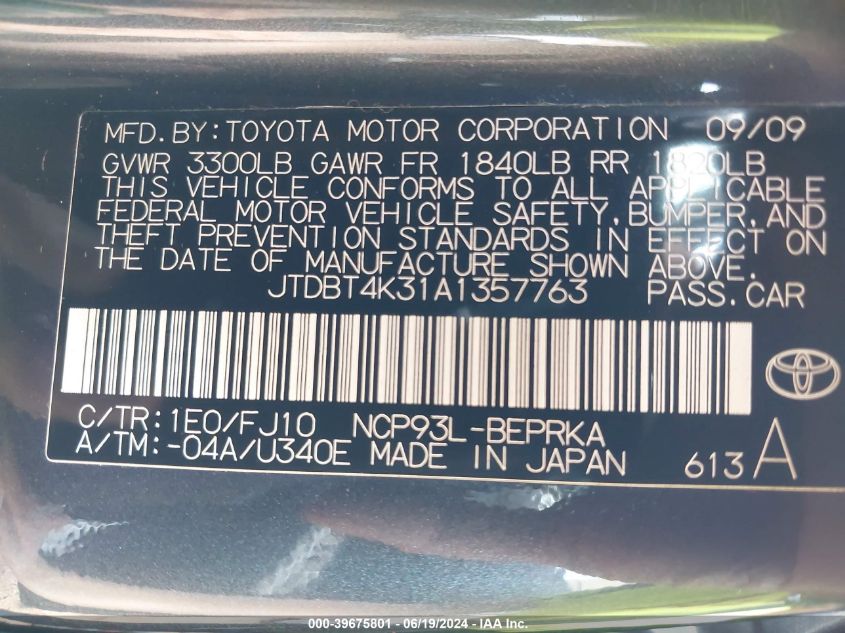 MFD.BY:TOYOTA MOTOR CORPORATION 09/09
GVWR 3300LB GAWR FR 1840LB RR 1820LB
THIS VEHICLE CONFORMS TO ALL APPLICABLE
FEDERAL MOTOR VEHICLE SAFETY,BUMPER,AND
THEFT PREVENTION STANDARDS IN EFFECT ON
THE DATE OF MANUFACTURE SHOWN ABOVE.
JTDBT4K31A1357763 PASS.CAR
C/TR:1E0/FJ10 NCP93L-BEPRKA
A/TM:-04A/U340E MADE IN JAPAN 613 A
000-39675801 - 06/19/2024 - IAA Inc.